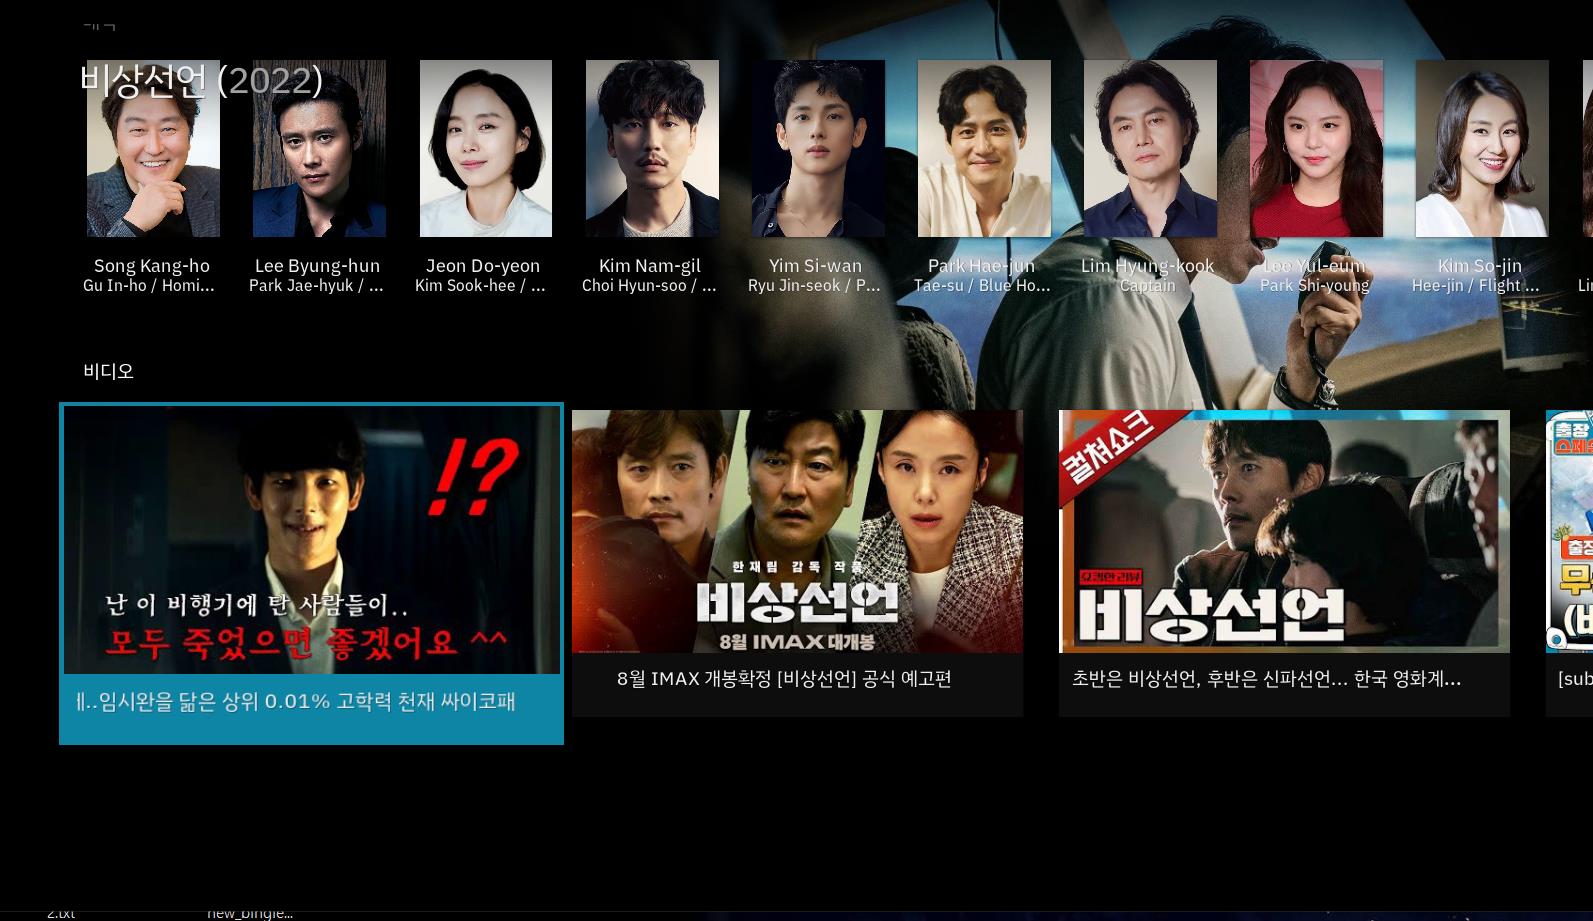 비상선언 (2022)
Song Kang-ho
Gu In-ho / Homi...
Lee Byung-hun
Park Jae-hyuk / ...
Jeon Do-yeon
Kim Sook-hee / ...
Kim Nam-gil
Choi Hyun-soo / ...
Yim Si-wan
Ryu Jin-seok / P...
Park Hae-jun
Tae-su / Blue Ho...
Lim Hyung-kook
Captain
Lee Yul-eum
Park Shi-young
Kim So-jin
Hee-jin / Flight ...
비디오
!?
난 이 비행기에 탄 사람들이..
모두 죽었으면 좋겠어요 ^^
..임시완을 닮은 상위 0.01% 고학력 천재 싸이코패
한재림 감독 작품
비상선언
8월 IMAX 대개봉
8월 IMAX 개봉확정 [비상선언] 공식 예고편
컬쳐쇼크
비상선언
초반은 비상선언, 후반은 신파선언... 한국 영화계...
출장
[sub
2.txt
new_bingle...